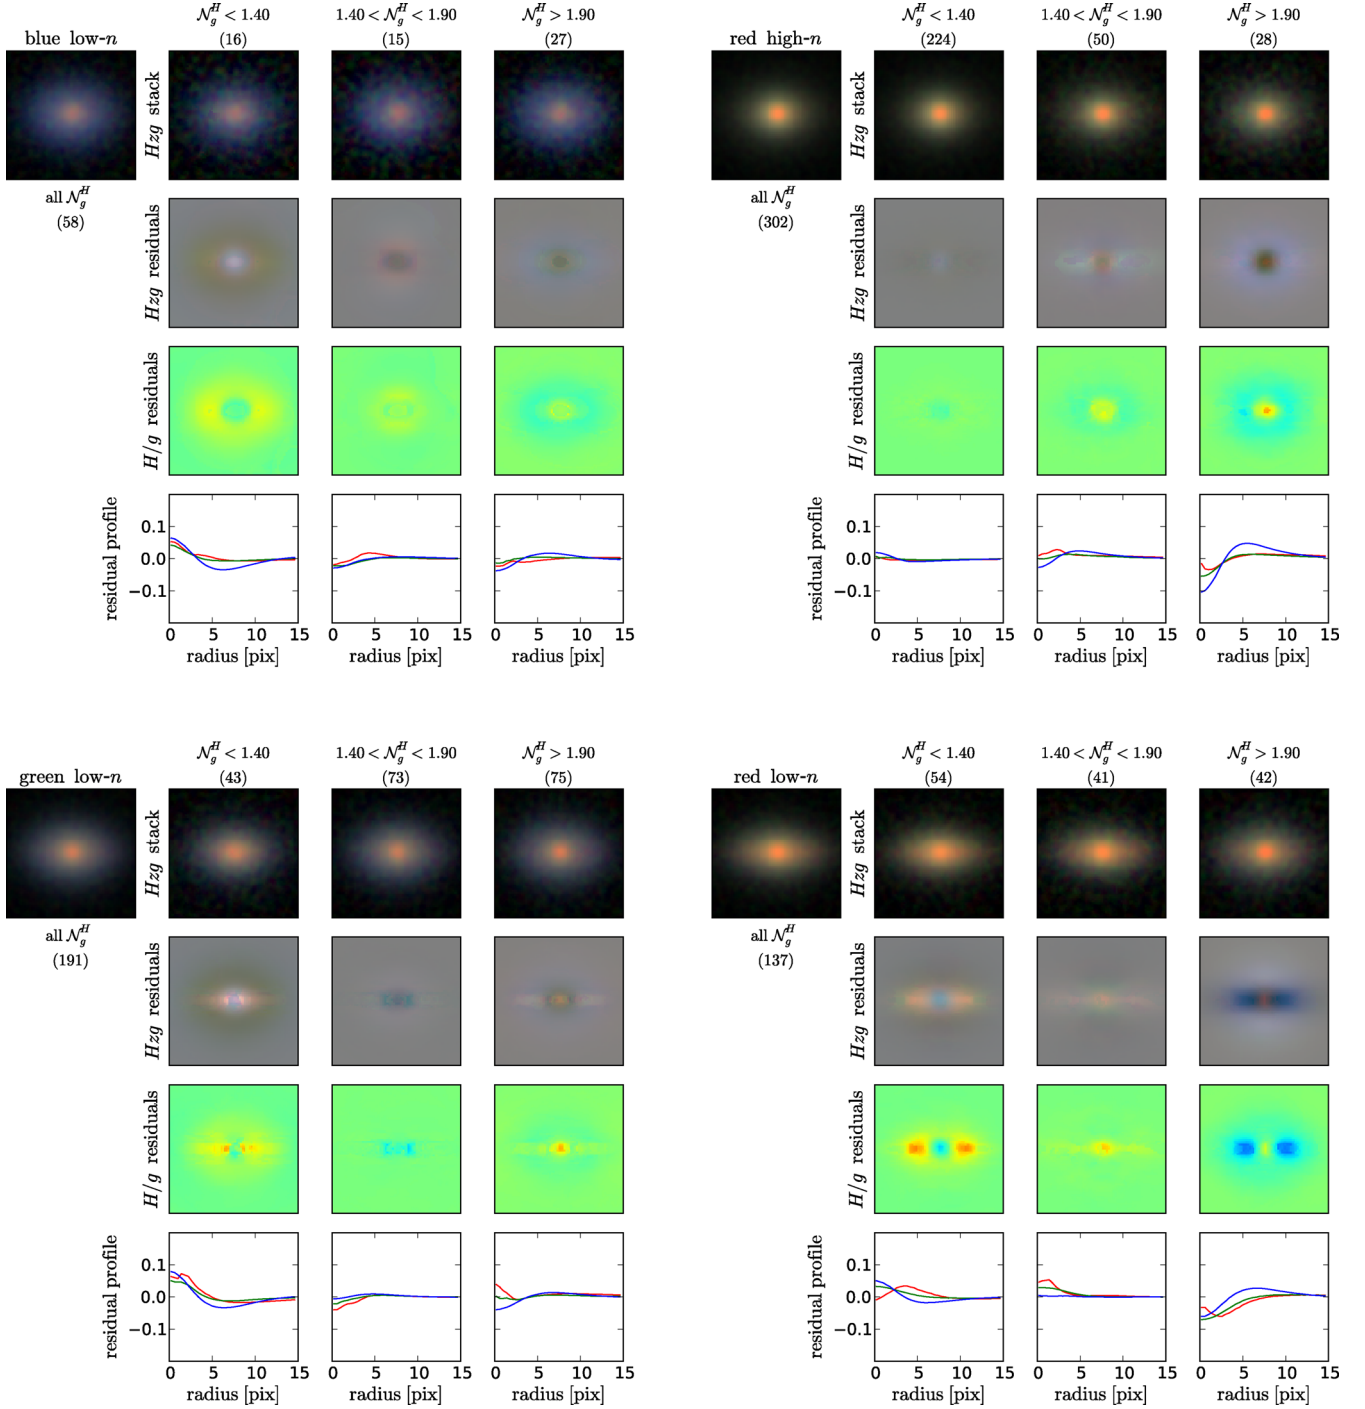 𝒩_g^H < 1.40 1.40 < 𝒩_g^H < 1.90 𝒩_g^H > 1.90
blue low-n (16) (15) (27)
Hzg stack
all 𝒩_g^H
(58)
Hzg residuals
H/g residuals
residual profile
0.1
0.0
−0.1
0 5 10 15 0 5 10 15 0 5 10 15
radius [pix] radius [pix] radius [pix]
𝒩_g^H < 1.40 1.40 < 𝒩_g^H < 1.90 𝒩_g^H > 1.90
red high-n (224) (50) (28)
Hzg stack
all 𝒩_g^H
(302)
Hzg residuals
H/g residuals
residual profile
0.1
0.0
−0.1
0 5 10 15 0 5 10 15 0 5 10 15
radius [pix] radius [pix] radius [pix]
𝒩_g^H < 1.40 1.40 < 𝒩_g^H < 1.90 𝒩_g^H > 1.90
green low-n (43) (73) (75)
Hzg stack
all 𝒩_g^H
(191)
Hzg residuals
H/g residuals
residual profile
0.1
0.0
−0.1
0 5 10 15 0 5 10 15 0 5 10 15
radius [pix] radius [pix] radius [pix]
𝒩_g^H < 1.40 1.40 < 𝒩_g^H < 1.90 𝒩_g^H > 1.90
red low-n (54) (41) (42)
Hzg stack
all 𝒩_g^H
(137)
Hzg residuals
H/g residuals
residual profile
0.1
0.0
−0.1
0 5 10 15 0 5 10 15 0 5 10 15
radius [pix] radius [pix] radius [pix]